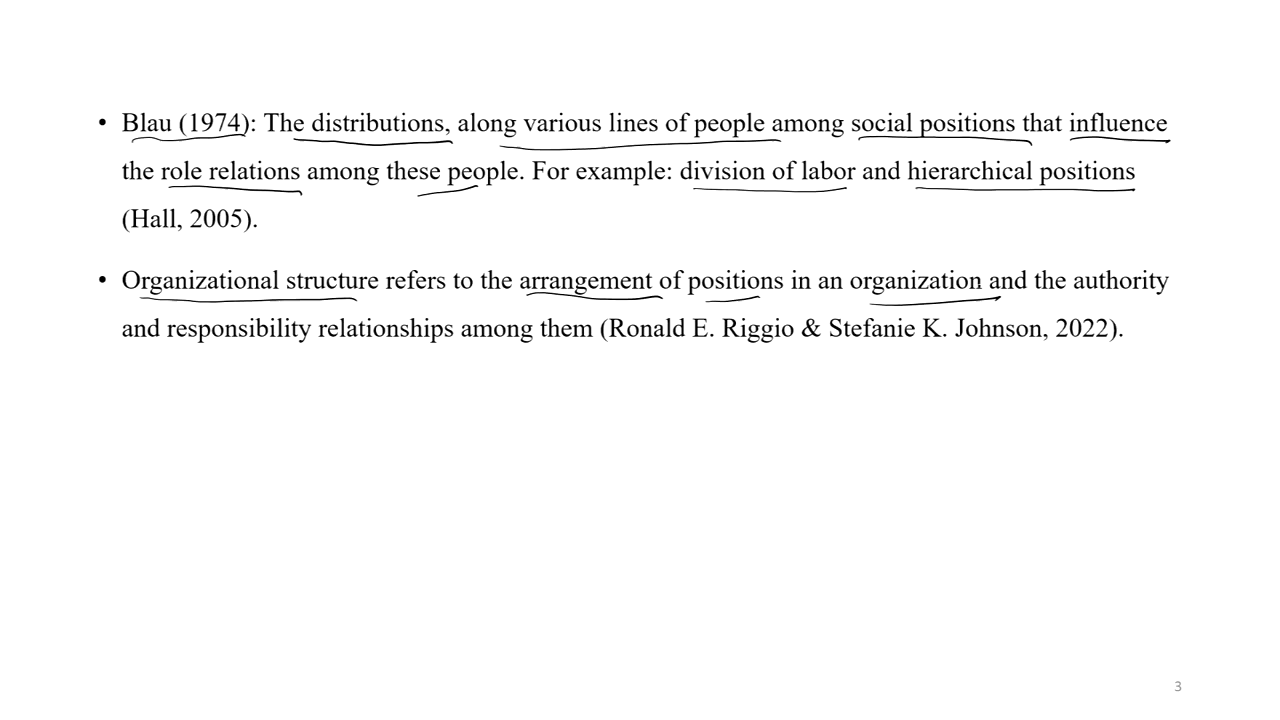 • Blau (1974): The distributions, along various lines of people among social positions that influence
the role relations among these people. For example: division of labor and hierarchical positions
(Hall, 2005).
• Organizational structure refers to the arrangement of positions in an organization and the authority
and responsibility relationships among them (Ronald E. Riggio & Stefanie K. Johnson, 2022).
3